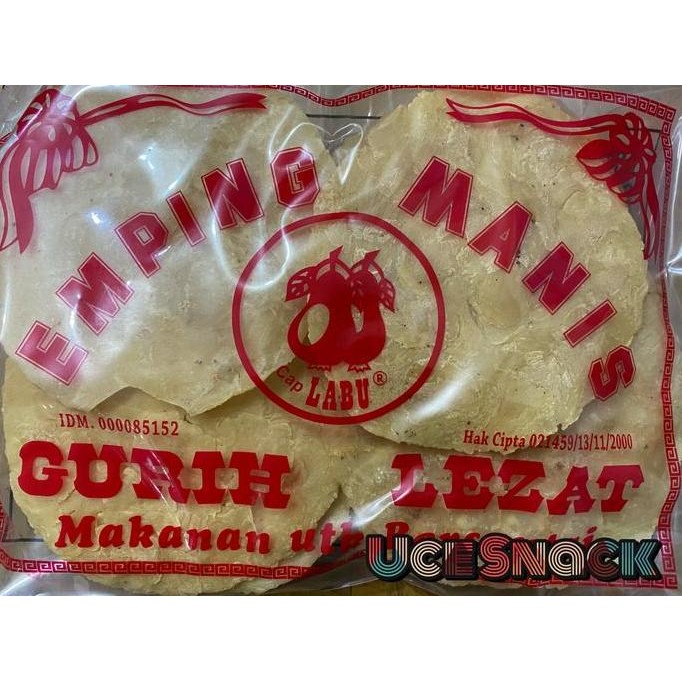 EMPING MANIS
Cap
LABU®
IDM. 000085152
Hak Cipta 021459/13/11/2000
GURIH LEZAT
Makanan utk
UCESNACK